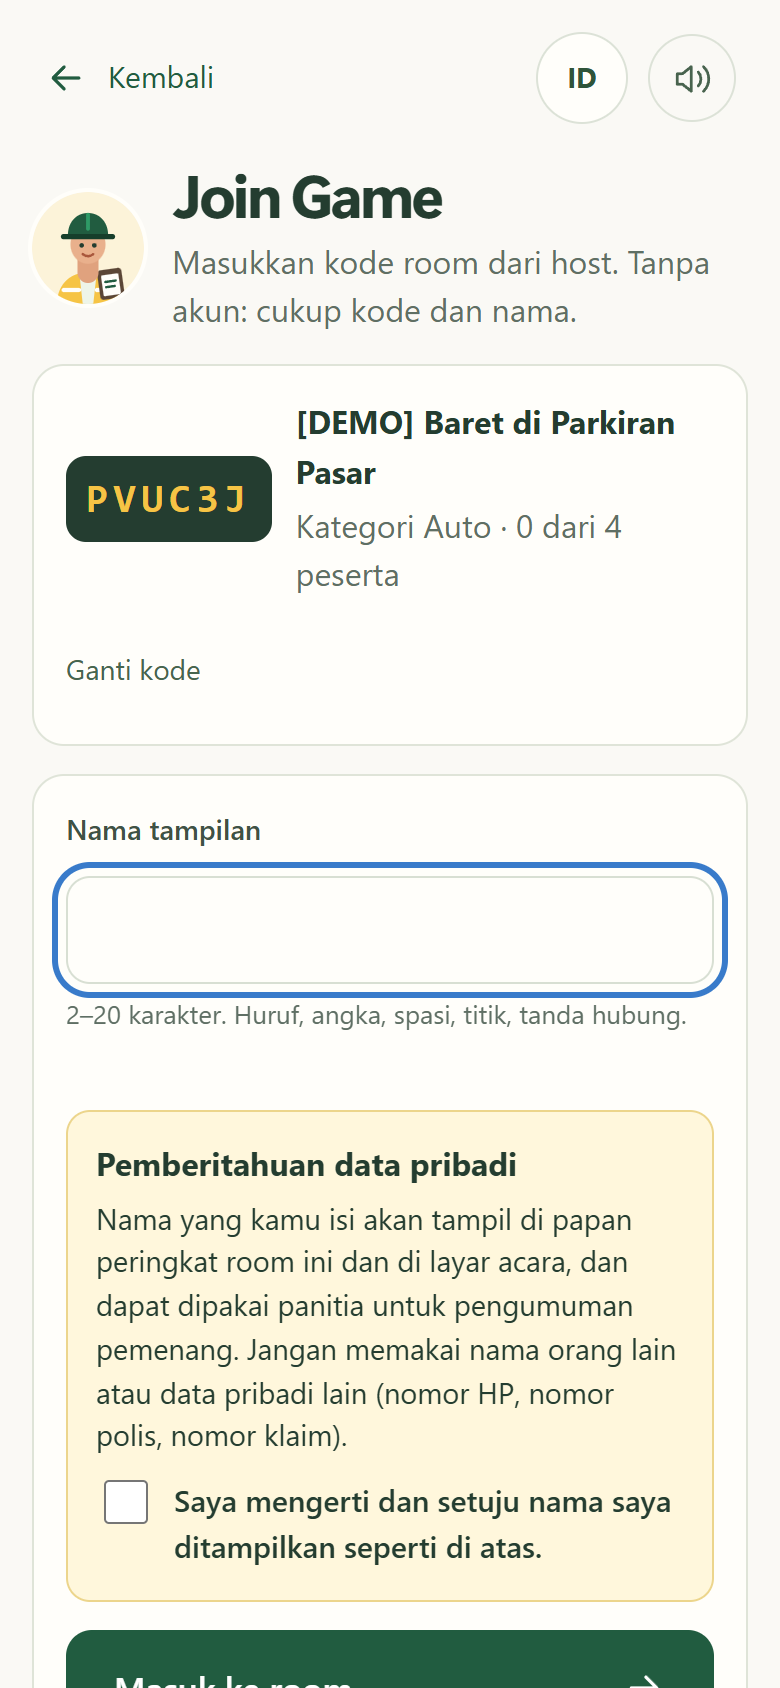 Kembali
ID
Join Game
Masukkan kode room dari host. Tanpa
akun: cukup kode dan nama.
PVUC3J
[DEMO] Baret di Parkiran
Pasar
Kategori Auto · 0 dari 4
peserta
Ganti kode
Nama tampilan
2–20 karakter. Huruf, angka, spasi, titik, tanda hubung.
Pemberitahuan data pribadi
Nama yang kamu isi akan tampil di papan
peringkat room ini dan di layar acara, dan
dapat dipakai panitia untuk pengumuman
pemenang. Jangan memakai nama orang lain
atau data pribadi lain (nomor HP, nomor
polis, nomor klaim).
Saya mengerti dan setuju nama saya
ditampilkan seperti di atas.
Masuk ke room